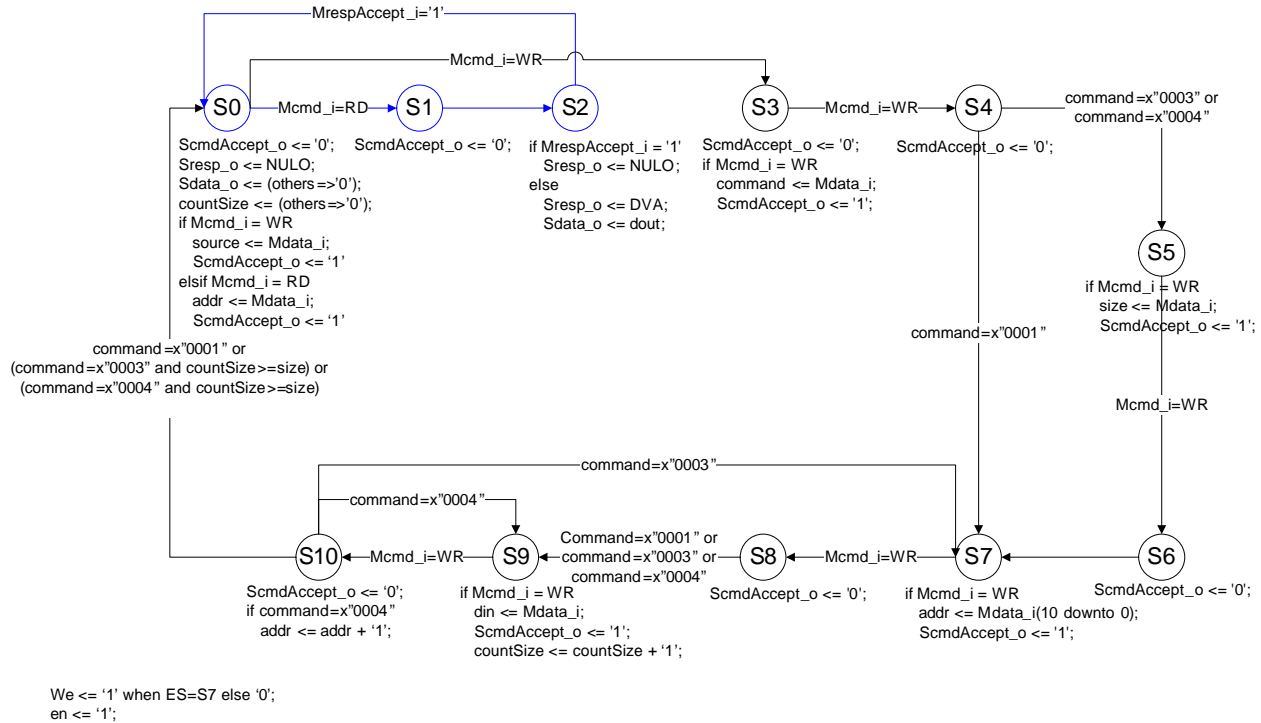 MrespAccept_i='1'
Mcmd_i=WR
S0
Mcmd_i=RD
S1
S2
S3
Mcmd_i=WR
S4
command=x"0003" or
command=x"0004"
ScmdAccept_o <= '0';
Sresp_o <= NULO;
Sdata_o <= (others=>'0');
countSize <= (others=>'0');
if Mcmd_i = WR
source <= Mdata_i;
ScmdAccept_o <= '1'
elsif Mcmd_i = RD
addr <= Mdata_i;
ScmdAccept_o <= '1'
ScmdAccept_o <= '0';
if MrespAccept_i = '1'
Sresp_o <= NULO;
else
Sresp_o <= DVA;
Sdata_o <= dout;
ScmdAccept_o <= '0';
if Mcmd_i = WR
command <= Mdata_i;
ScmdAccept_o <= '1';
ScmdAccept_o <= '0';
S5
if Mcmd_i = WR
size <= Mdata_i;
ScmdAccept_o <= '1';
command=x"0001"
command=x"0001" or
(command=x"0003" and countSize>=size) or
(command=x"0004" and countSize>=size)
Mcmd_i=WR
command=x"0003"
command=x"0004"
S10
Mcmd_i=WR
S9
Command=x"0001" or
command=x"0003" or
command=x"0004"
S8
Mcmd_i=WR
S7
S6
ScmdAccept_o <= '0';
if command=x"0004"
addr <= addr + '1';
if Mcmd_i = WR
din <= Mdata_i;
ScmdAccept_o <= '1';
countSize <= countSize + '1';
ScmdAccept_o <= '0';
if Mcmd_i = WR
addr <= Mdata_i(10 downto 0);
ScmdAccept_o <= '1';
ScmdAccept_o <= '0';
We <= '1' when ES=S7 else '0';
en <= '1';